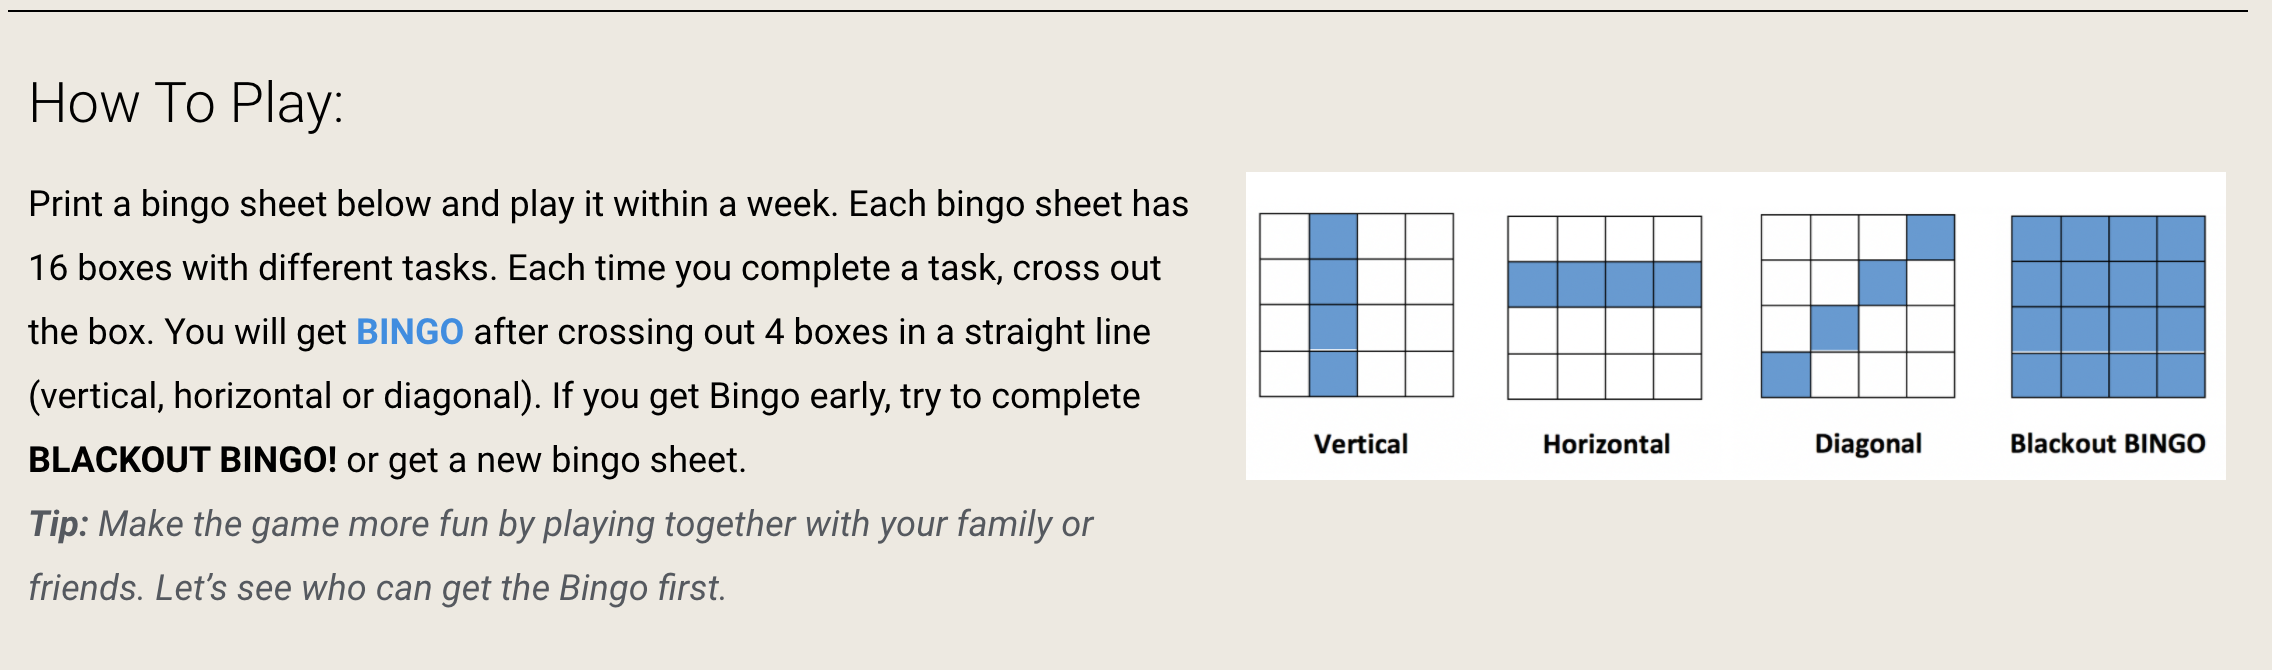 How To Play:
Print a bingo sheet below and play it within a week. Each bingo sheet has
16 boxes with different tasks. Each time you complete a task, cross out
the box. You will get BINGO after crossing out 4 boxes in a straight line
(vertical, horizontal or diagonal). If you get Bingo early, try to complete
BLACKOUT BINGO! or get a new bingo sheet.
Tip: Make the game more fun by playing together with your family or
friends. Let’s see who can get the Bingo first.
Vertical Horizontal Diagonal Blackout BINGO